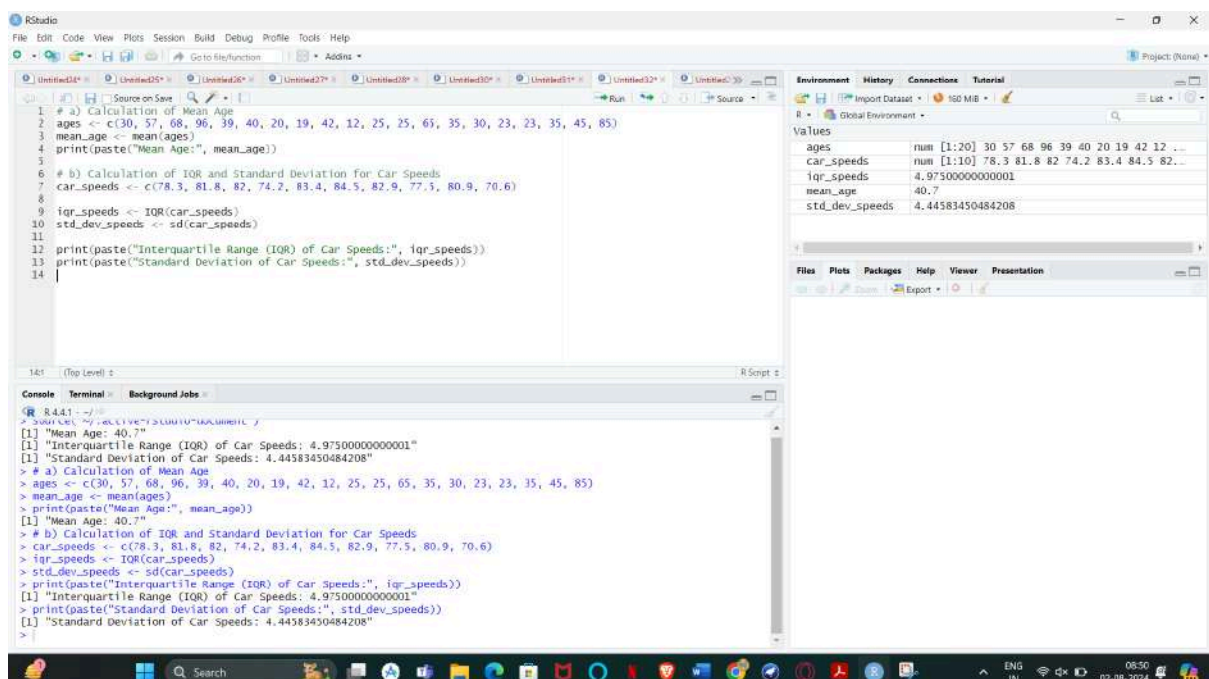 RStudio
File Edit Code View Plots Session Build Debug Profile Tools Help
Go to file/function Addins Project: (None)
Untitled24* Untitled25* Untitled26* Untitled27* Untitled28* Untitled30* Untitled31* Untitled32* Untitled
Source on Save Run Source
1 # a) Calculation of Mean Age
2 ages <- c(30, 57, 68, 96, 39, 40, 20, 19, 42, 12, 25, 25, 65, 35, 30, 23, 23, 35, 45, 85)
3 mean_age <- mean(ages)
4 print(paste("Mean Age:", mean_age))
5
6 # b) Calculation of IQR and Standard Deviation for Car Speeds
7 car_speeds <- c(78.3, 81.8, 82, 74.2, 83.4, 84.5, 82.9, 77.5, 80.9, 70.6)
8
9 iqr_speeds <- IQR(car_speeds)
10 std_dev_speeds <- sd(car_speeds)
11
12 print(paste("Interquartile Range (IQR) of Car Speeds:", iqr_speeds))
13 print(paste("Standard Deviation of Car Speeds:", std_dev_speeds))
14
14:1 (Top Level) R Script
Console Terminal Background Jobs
R 4.4.1 · ~/
> source("~/.active-rstudio-document")
[1] "Mean Age: 40.7"
[1] "Interquartile Range (IQR) of Car Speeds: 4.97500000000001"
[1] "Standard Deviation of Car Speeds: 4.44583450484208"
> # a) Calculation of Mean Age
> ages <- c(30, 57, 68, 96, 39, 40, 20, 19, 42, 12, 25, 25, 65, 35, 30, 23, 23, 35, 45, 85)
> mean_age <- mean(ages)
> print(paste("Mean Age:", mean_age))
[1] "Mean Age: 40.7"
> # b) Calculation of IQR and Standard Deviation for Car Speeds
> car_speeds <- c(78.3, 81.8, 82, 74.2, 83.4, 84.5, 82.9, 77.5, 80.9, 70.6)
> iqr_speeds <- IQR(car_speeds)
> std_dev_speeds <- sd(car_speeds)
> print(paste("Interquartile Range (IQR) of Car Speeds:", iqr_speeds))
[1] "Interquartile Range (IQR) of Car Speeds: 4.97500000000001"
> print(paste("Standard Deviation of Car Speeds:", std_dev_speeds))
[1] "Standard Deviation of Car Speeds: 4.44583450484208"
>
Environment History Connections Tutorial
Import Dataset 160 MiB List
R Global Environment
Values
ages num [1:20] 30 57 68 96 39 40 20 19 42 12 ...
car_speeds num [1:10] 78.3 81.8 82 74.2 83.4 84.5 82...
iqr_speeds 4.97500000000001
mean_age 40.7
std_dev_speeds 4.44583450484208
Files Plots Packages Help Viewer Presentation
Zoom Export
Search
ENG
IN
08:50
02-08-2024